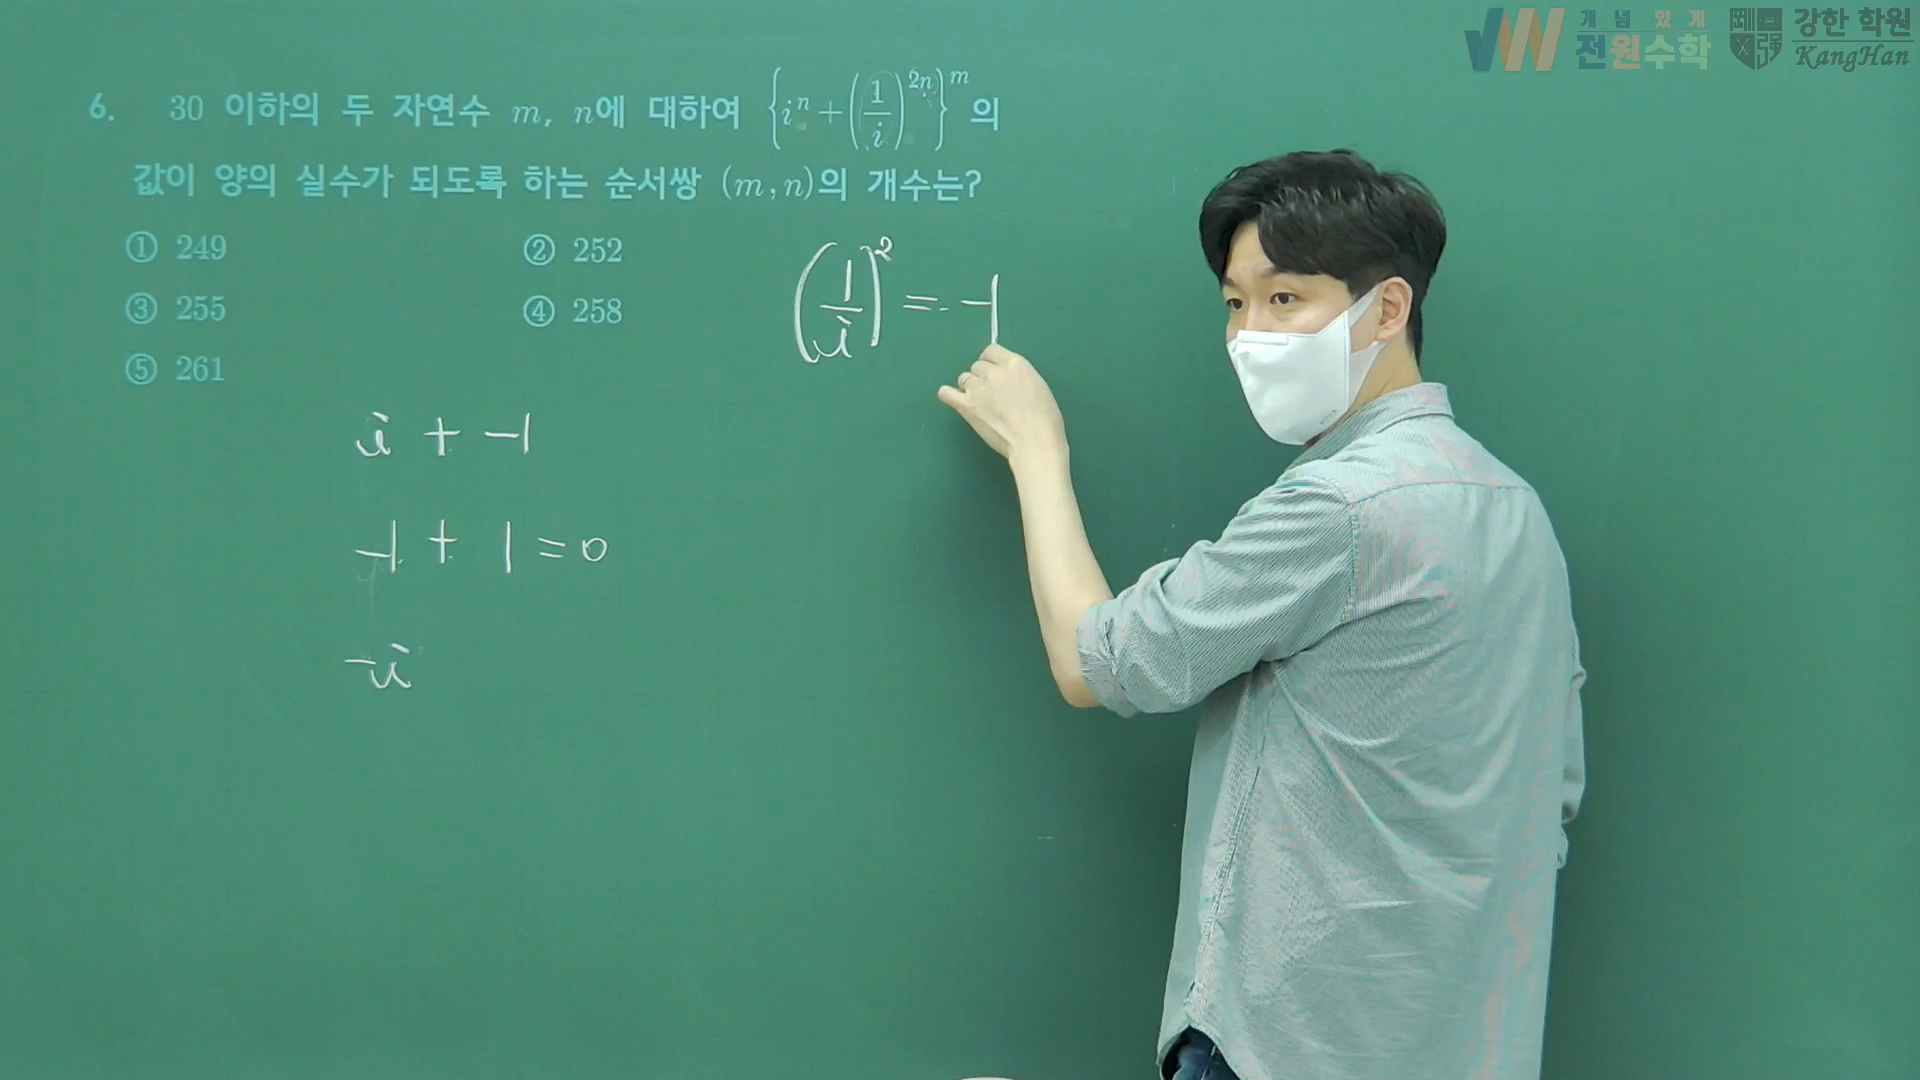 개념있게
전원수학
강한 학원
KangHan
6. 30 이하의 두 자연수 m, n에 대하여 {i^n + (1/i)^{2n}}^m 의
값이 양의 실수가 되도록 하는 순서쌍 (m, n)의 개수는?
① 249 ② 252
③ 255 ④ 258
⑤ 261
(1/i)^2 = -1
i + -1
-1 + 1 = 0
-i